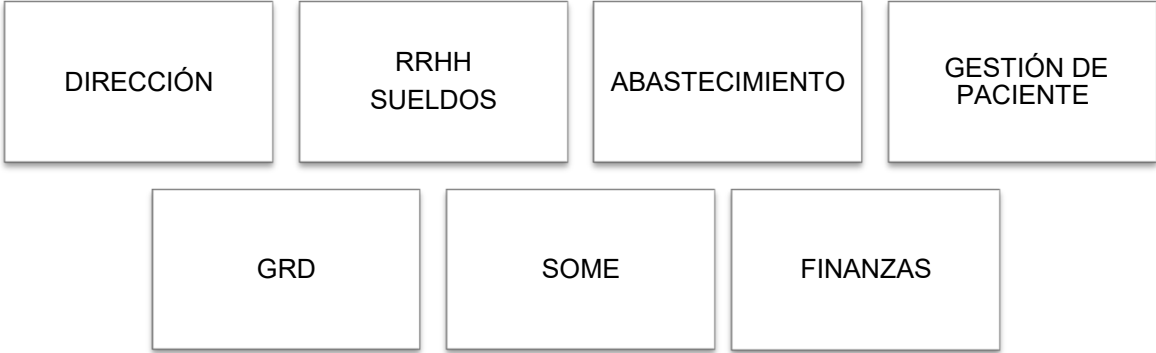 DIRECCIÓN
RRHH
SUELDOS
ABASTECIMIENTO
GESTIÓN DE
PACIENTE
GRD
SOME
FINANZAS